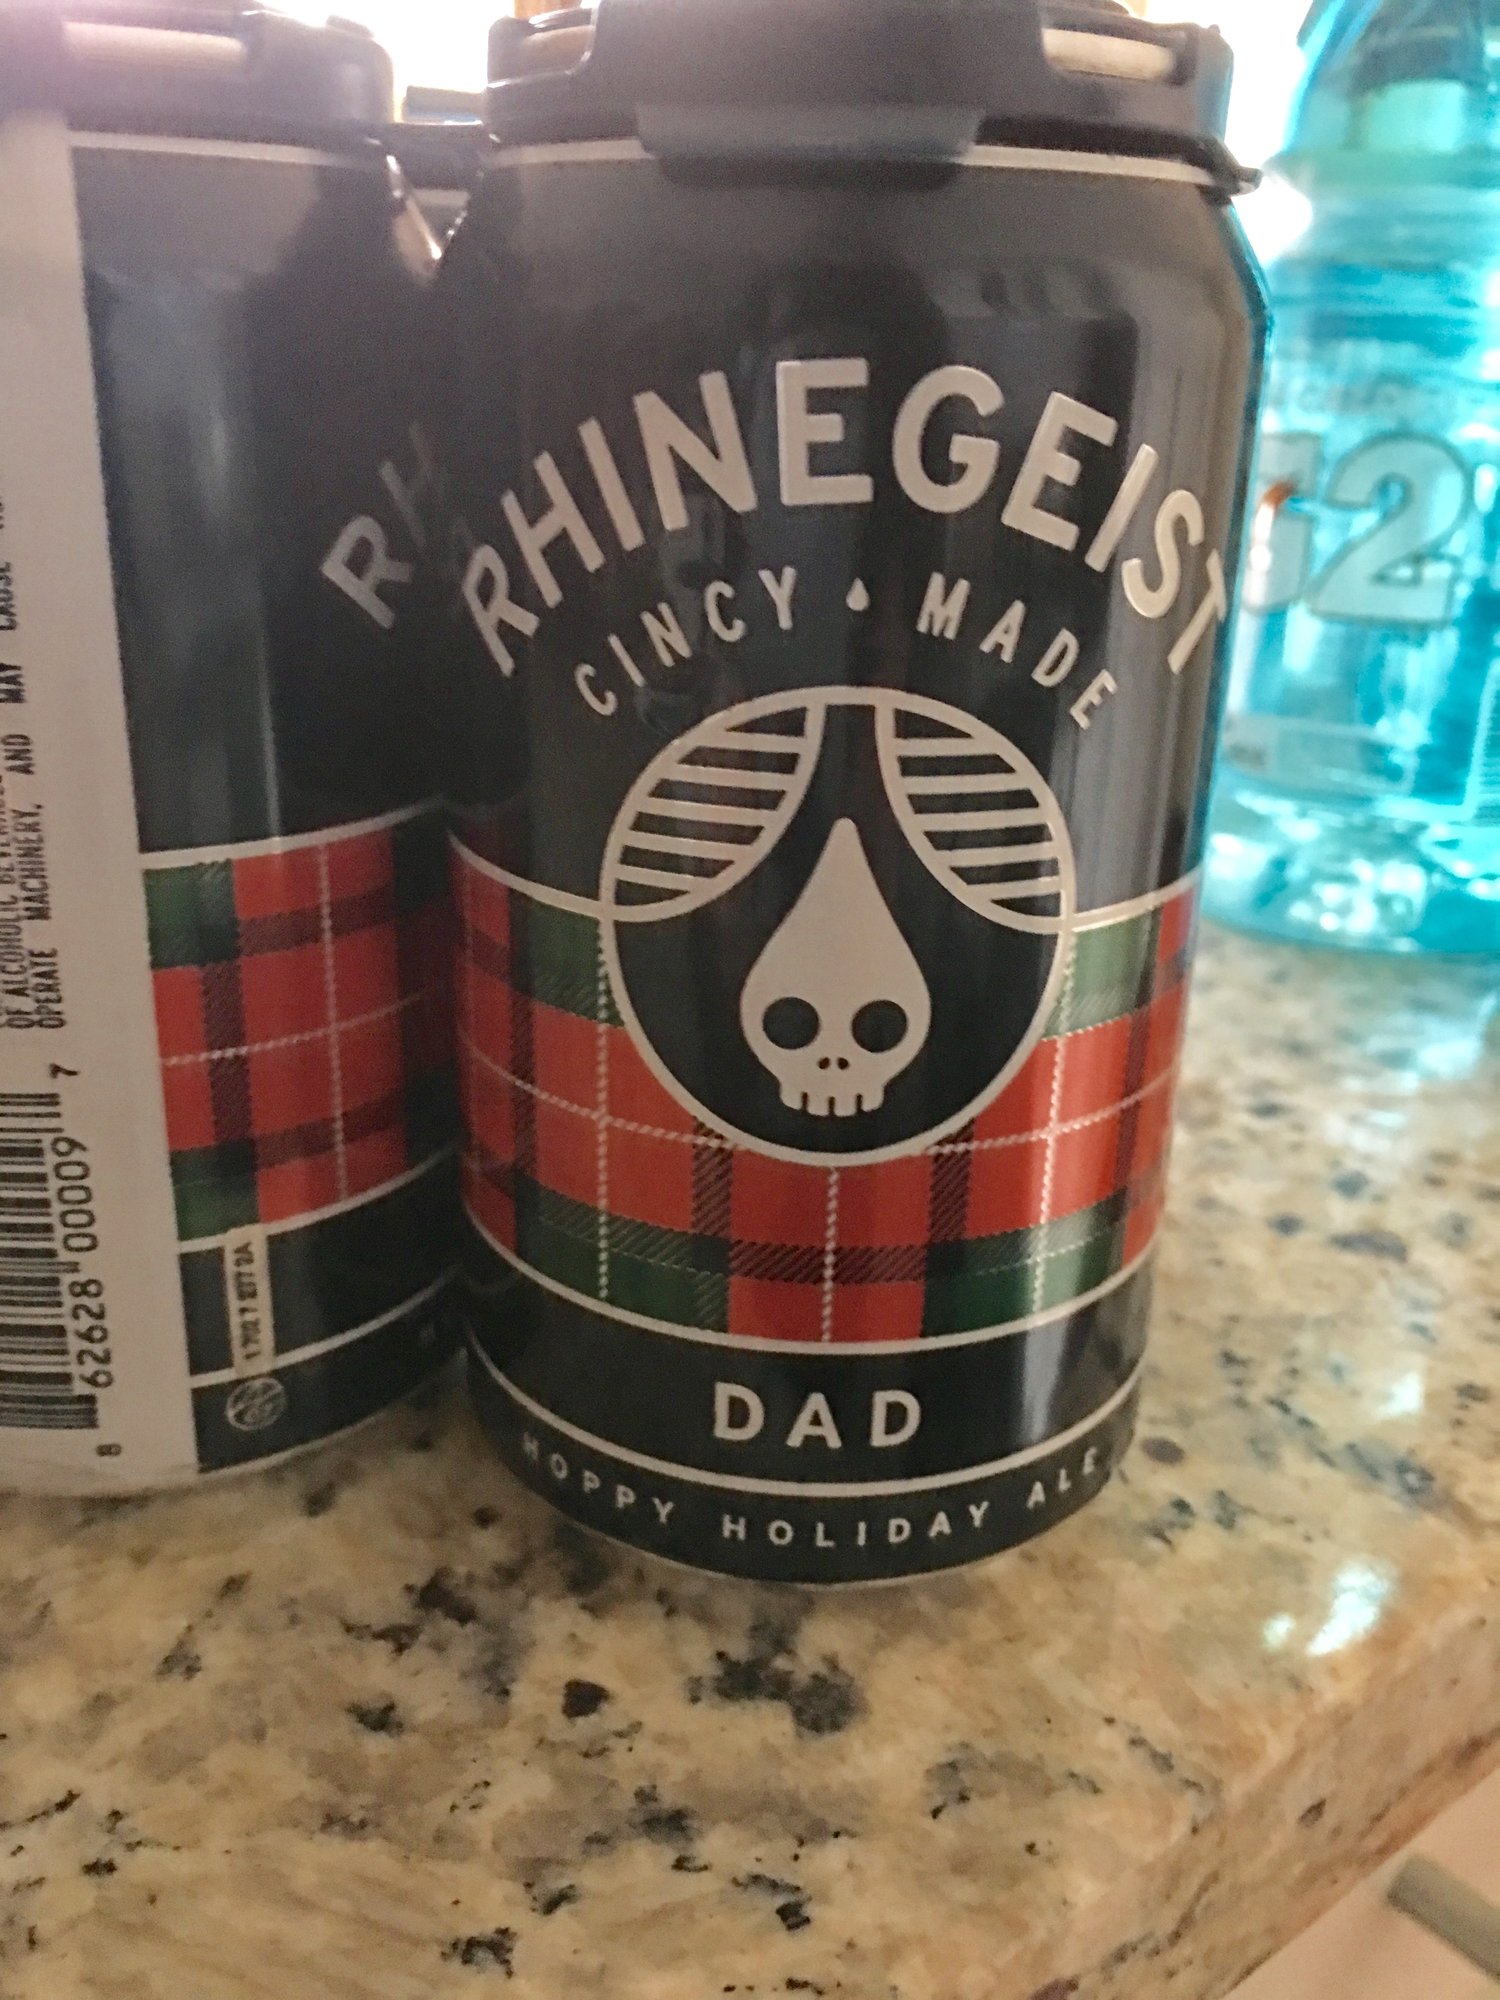 RHINEGEIST
CINCY MADE
DAD
HOPPY HOLIDAY ALE
RH
OF ALCOHOLIC
OPERATE MACHINERY, AND MAY CAUSE
8 62628 00009 7
G2